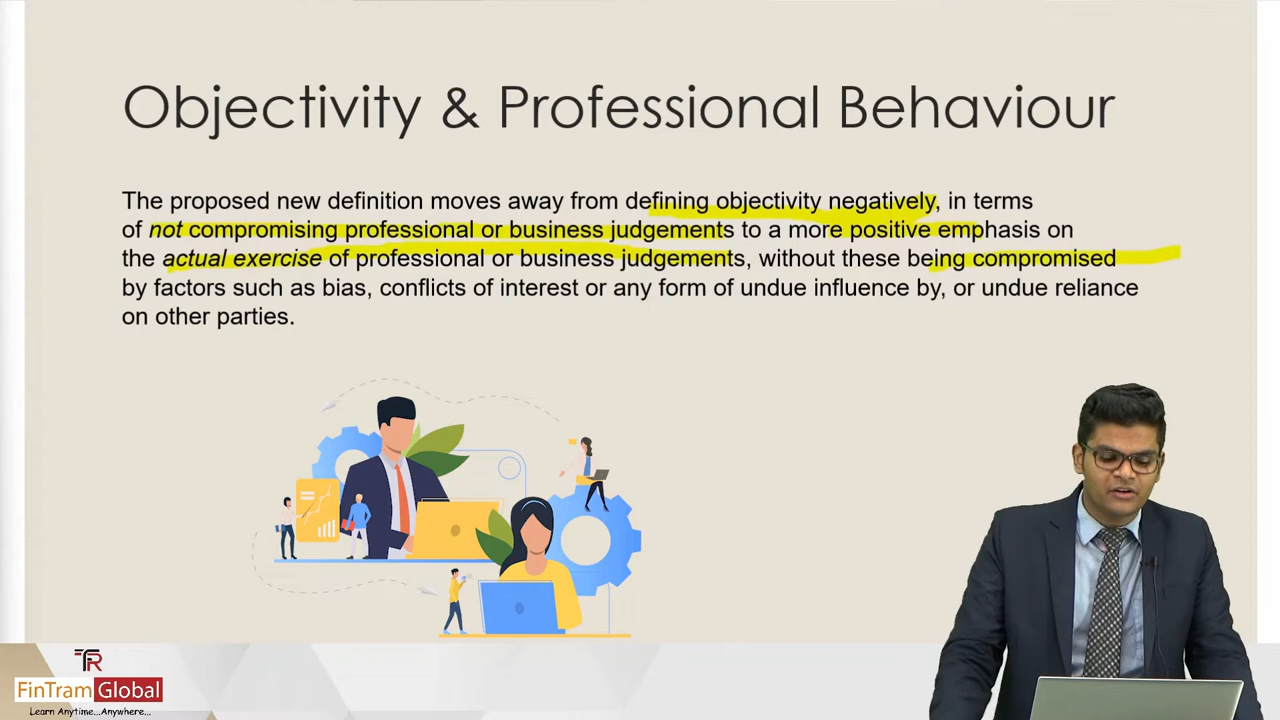 Objectivity & Professional Behaviour
The proposed new definition moves away from defining objectivity negatively, in terms
of not compromising professional or business judgements to a more positive emphasis on
the actual exercise of professional or business judgements, without these being compromised
by factors such as bias, conflicts of interest or any form of undue influence by, or undue reliance
on other parties.
TR
FinTram Global
Learn Anytime...Anywhere...